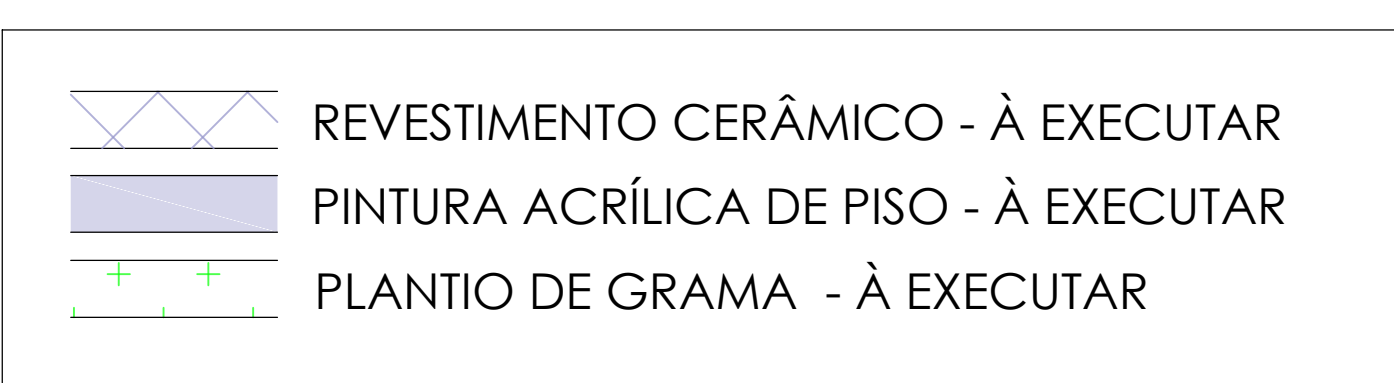 REVESTIMENTO CERÂMICO - À EXECUTAR
PINTURA ACRÍLICA DE PISO - À EXECUTAR
PLANTIO DE GRAMA - À EXECUTAR